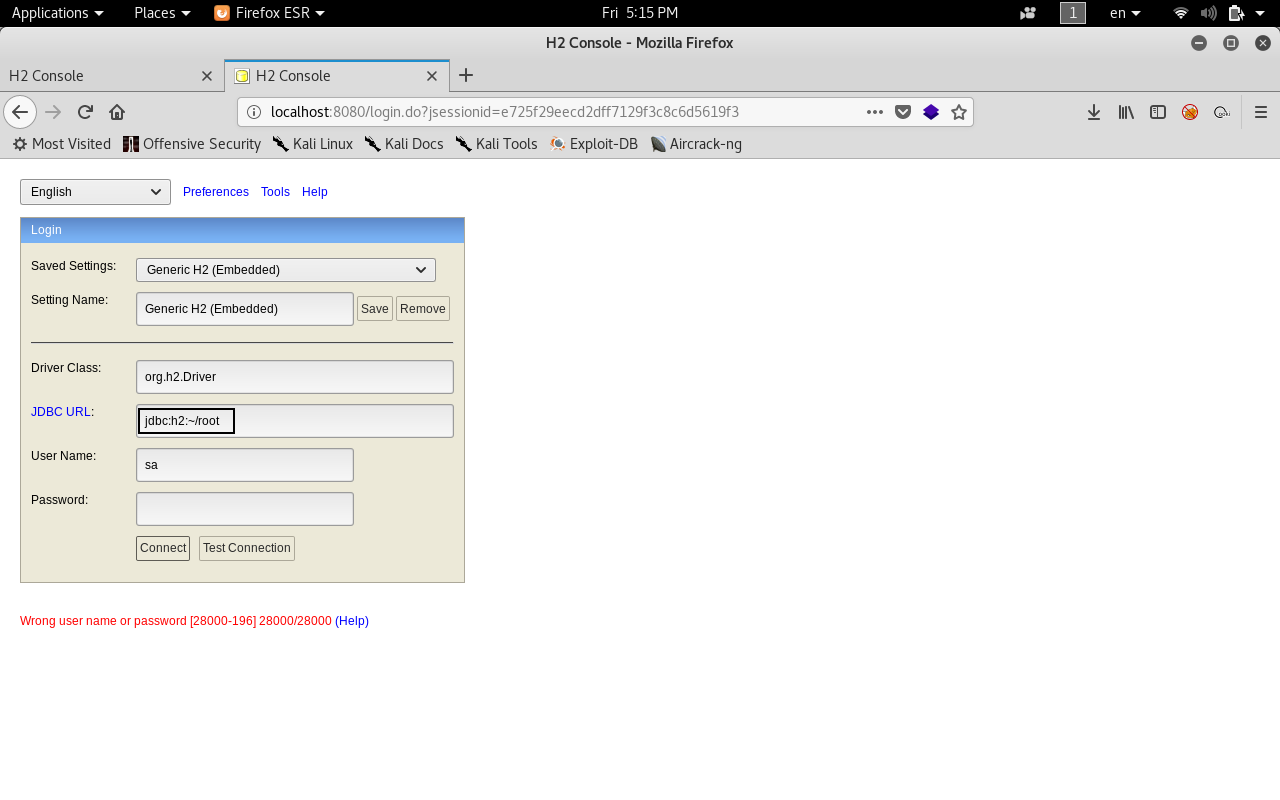 Applications Places Firefox ESR Fri 5:15 PM 1 en
H2 Console - Mozilla Firefox
H2 Console H2 Console
localhost:8080/login.do?jsessionid=e725f29eecd2dff7129f3c8c6d5619f3
Most Visited Offensive Security Kali Linux Kali Docs Kali Tools Exploit-DB Aircrack-ng
English Preferences Tools Help
Login
Saved Settings: Generic H2 (Embedded)
Setting Name: Generic H2 (Embedded) Save Remove
Driver Class: org.h2.Driver
JDBC URL: jdbc:h2:~/root
User Name: sa
Password:
Connect Test Connection
Wrong user name or password [28000-196] 28000/28000 (Help)